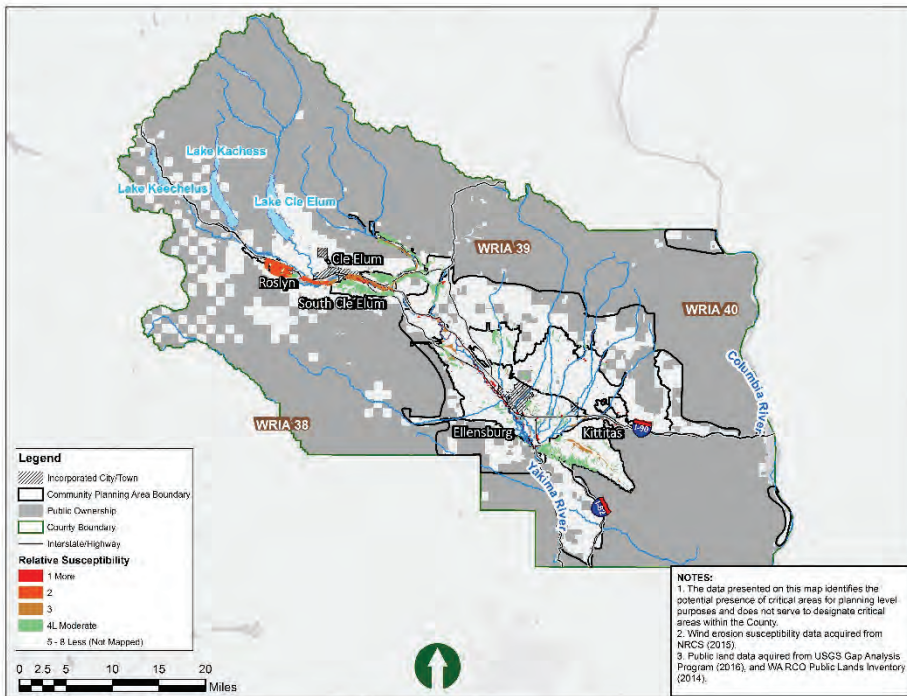 Lake Kachess
Lake Keechelus
Lake Cle Elum
WRIA 39
Cle Elum
Roslyn
South Cle Elum
WRIA 40
Columbia River
WRIA 38
Ellensburg
Kittitas
I-90
Yakima River
I-82
Legend
Incorporated City/Town
Community Planning Area Boundary
Public Ownership
County Boundary
Interstate/Highway
Relative Susceptibility
1 More
2
3
4L Moderate
5 - 8 Less (Not Mapped)
0 2.5 5 10 15 20
Miles
NOTES:
1. The data presented on this map identifies the
potential presence of critical areas for planning level
purposes and does not serve to designate critical
areas within the County.
2. Wind erosion susceptibility data acquired from
NRCS (2015).
3. Public land data aquired from USGS Gap Analysis
Program (2016), and WA RCO Public Lands Inventory
(2014).